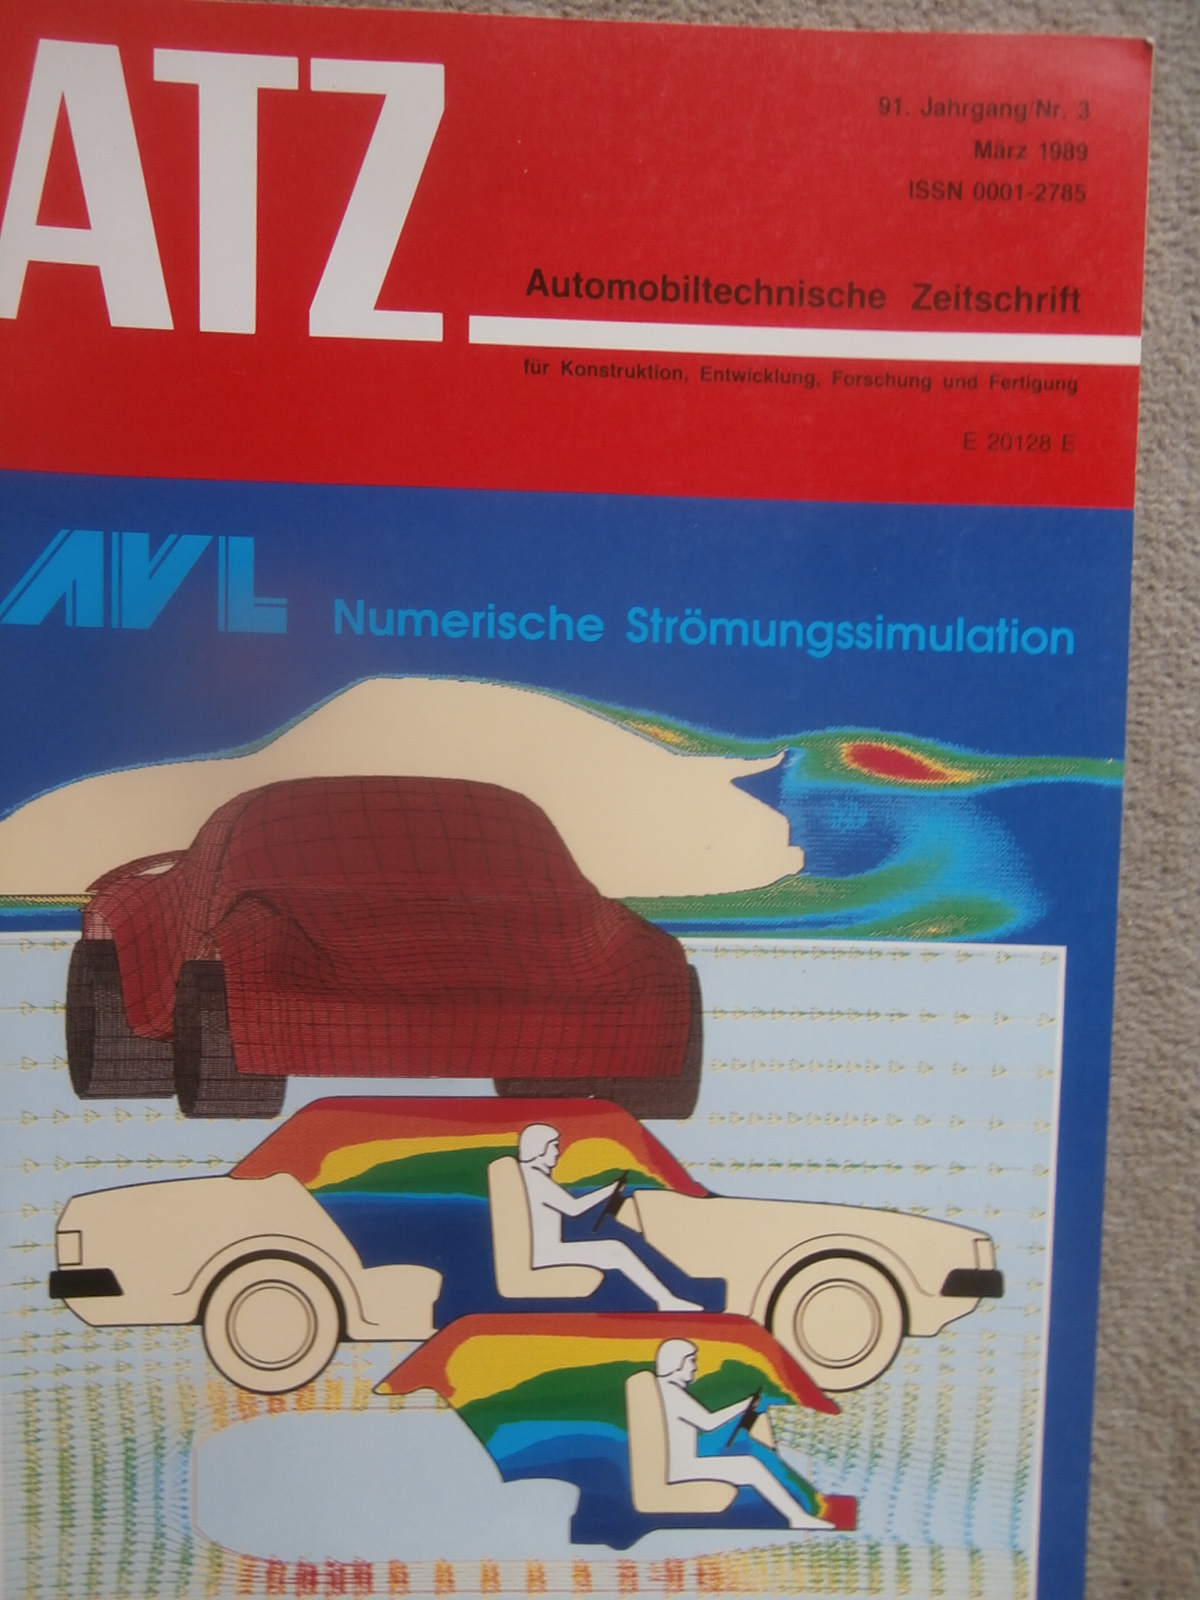 ATZ
91. Jahrgang/Nr. 3
März 1989
ISSN 0001-2785
Automobiltechnische Zeitschrift
für Konstruktion, Entwicklung, Forschung und Fertigung
E 20128 E
AVL Numerische Strömungssimulation